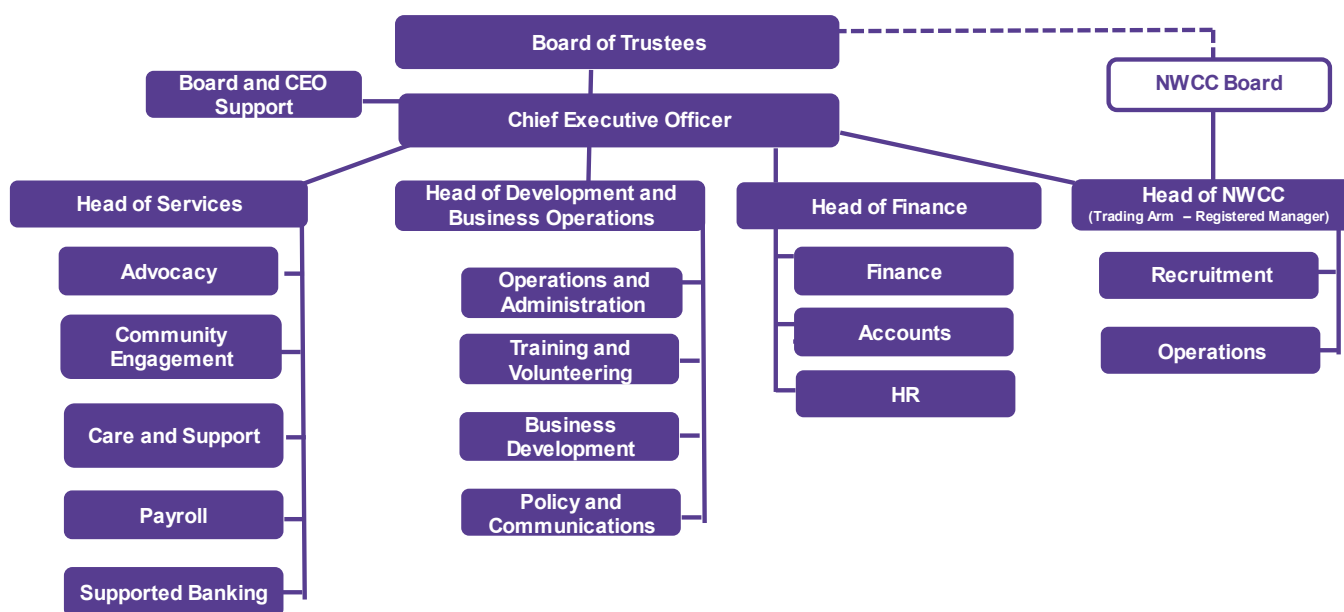 Board of Trustees
Board and CEO
Support
NWCC Board
Chief Executive Officer
Head of Services
Head of Development and
Business Operations
Head of Finance
Head of NWCC
(Trading Arm – Registered Manager)
Advocacy
Community
Engagement
Care and Support
Payroll
Supported Banking
Operations and
Administration
Training and
Volunteering
Business
Development
Policy and
Communications
Finance
Accounts
HR
Recruitment
Operations